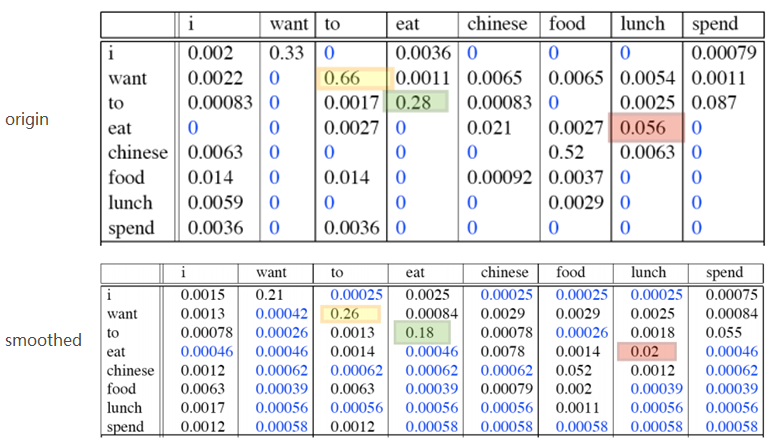 i want to eat chinese food lunch spend
i 0.002 0.33 0 0.0036 0 0 0 0.00079
want 0.0022 0 0.66 0.0011 0.0065 0.0065 0.0054 0.0011
to 0.00083 0 0.0017 0.28 0.00083 0 0.0025 0.087
origin
eat 0 0 0.0027 0 0.021 0.0027 0.056 0
chinese 0.0063 0 0 0 0 0.52 0.0063 0
food 0.014 0 0.014 0 0.00092 0.0037 0 0
lunch 0.0059 0 0 0 0 0.0029 0 0
spend 0.0036 0 0.0036 0 0 0 0 0
i want to eat chinese food lunch spend
i 0.0015 0.21 0.00025 0.0025 0.00025 0.00025 0.00025 0.00075
want 0.0013 0.00042 0.26 0.00084 0.0029 0.0029 0.0025 0.00084
to 0.00078 0.00026 0.0013 0.18 0.00078 0.00026 0.0018 0.055
smoothed
eat 0.00046 0.00046 0.0014 0.00046 0.0078 0.0014 0.02 0.00046
chinese 0.0012 0.00062 0.00062 0.00062 0.00062 0.052 0.0012 0.00062
food 0.0063 0.00039 0.0063 0.00039 0.00079 0.002 0.00039 0.00039
lunch 0.0017 0.00056 0.00056 0.00056 0.00056 0.0011 0.00056 0.00056
spend 0.0012 0.00058 0.0012 0.00058 0.00058 0.00058 0.00058 0.00058